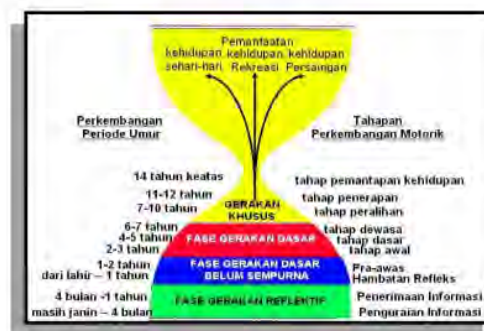 Pemanfaatan
kehidupan kehidupan kehidupan
sehari-hari Rekreasi Persaingan
Perkembangan
Periode Umur
Tahapan
Perkembangan Motorik
14 tahun keatas
tahap pemantapan kehidupan
11-12 tahun
tahap penerapan
7-10 tahun
tahap peralihan
GERAKAN
KHUSUS
6-7 tahun
tahap dewasa
4-5 tahun
FASE GERAKAN DASAR
tahap dasar
2-3 tahun
tahap awal
1-2 tahun
FASE GERAKAN DASAR
Pra-awas
dari lahir – 1 tahun
BELUM SEMPURNA
Hambatan Refleks
4 bulan -1 tahun
FASE GERAKAN REFLEKTIF
Penerimaan Informasi
masih janin – 4 bulan
Penguraian Informasi